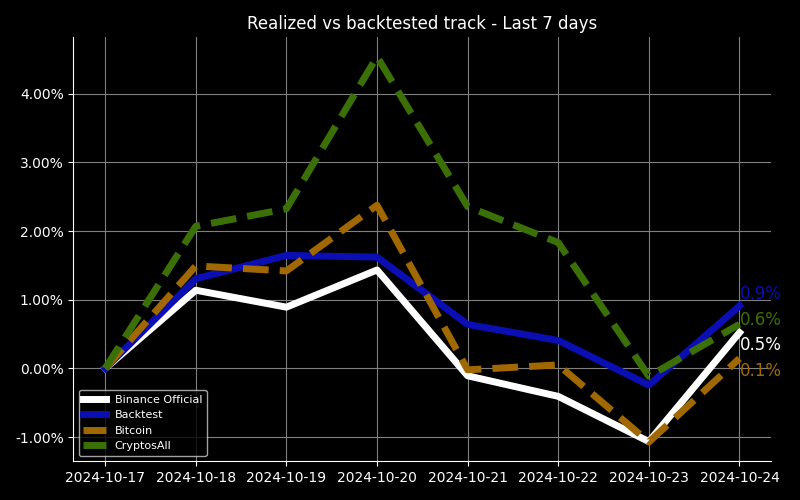 Realized vs backtested track - Last 7 days
4.00%
3.00%
2.00%
1.00%
0.00%
-1.00%
0.9%
0.6%
0.5%
0.1%
Binance Official
Backtest
Bitcoin
CryptosAll
2024-10-17 2024-10-18 2024-10-19 2024-10-20 2024-10-21 2024-10-22 2024-10-23 2024-10-24